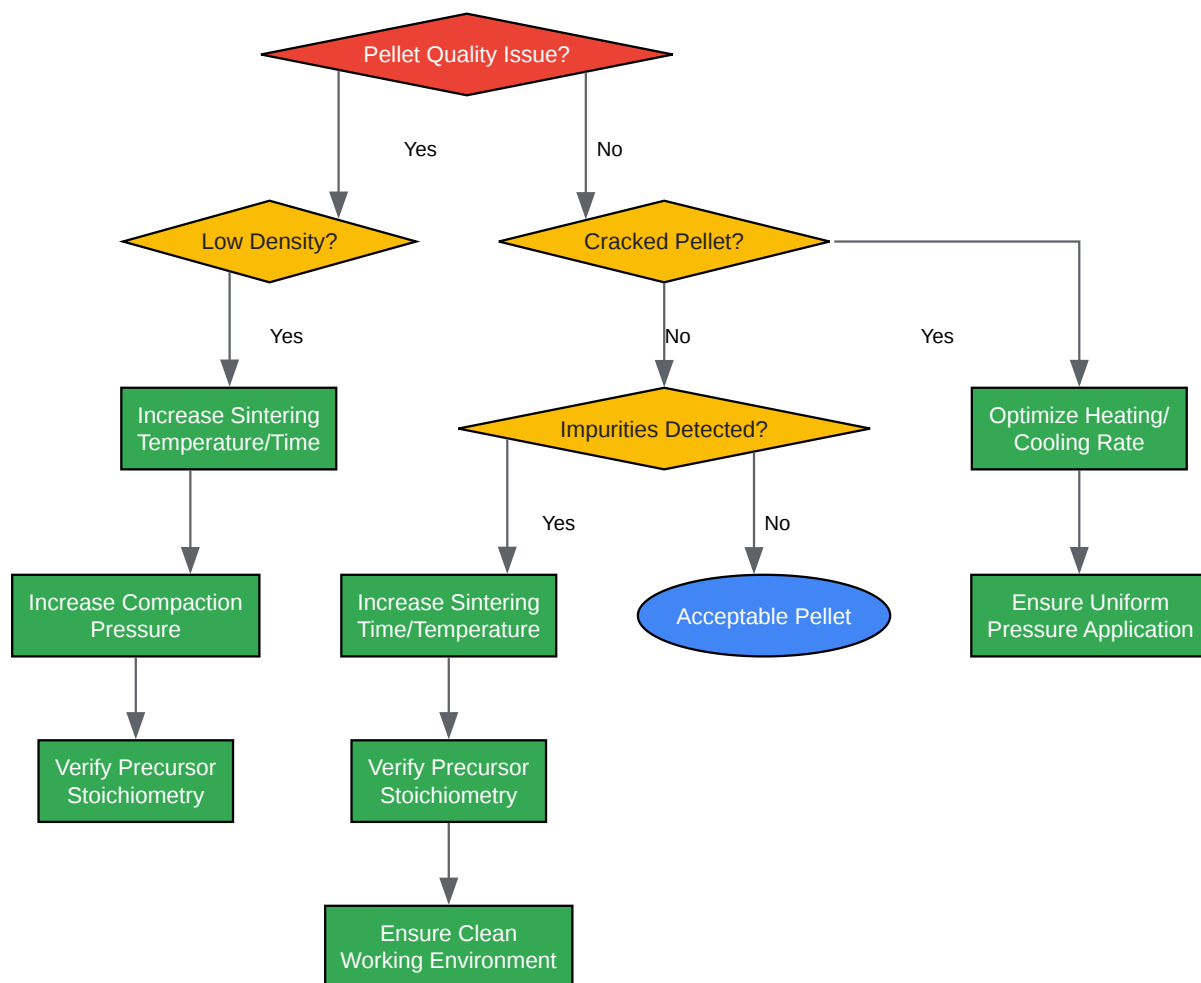 Pellet Quality Issue?
Yes
No
Low Density?
Cracked Pellet?
Yes
No
Yes
Increase Sintering
Temperature/Time
Impurities Detected?
Optimize Heating/
Cooling Rate
Yes
No
Increase Compaction
Pressure
Increase Sintering
Time/Temperature
Acceptable Pellet
Ensure Uniform
Pressure Application
Verify Precursor
Stoichiometry
Verify Precursor
Stoichiometry
Ensure Clean
Working Environment